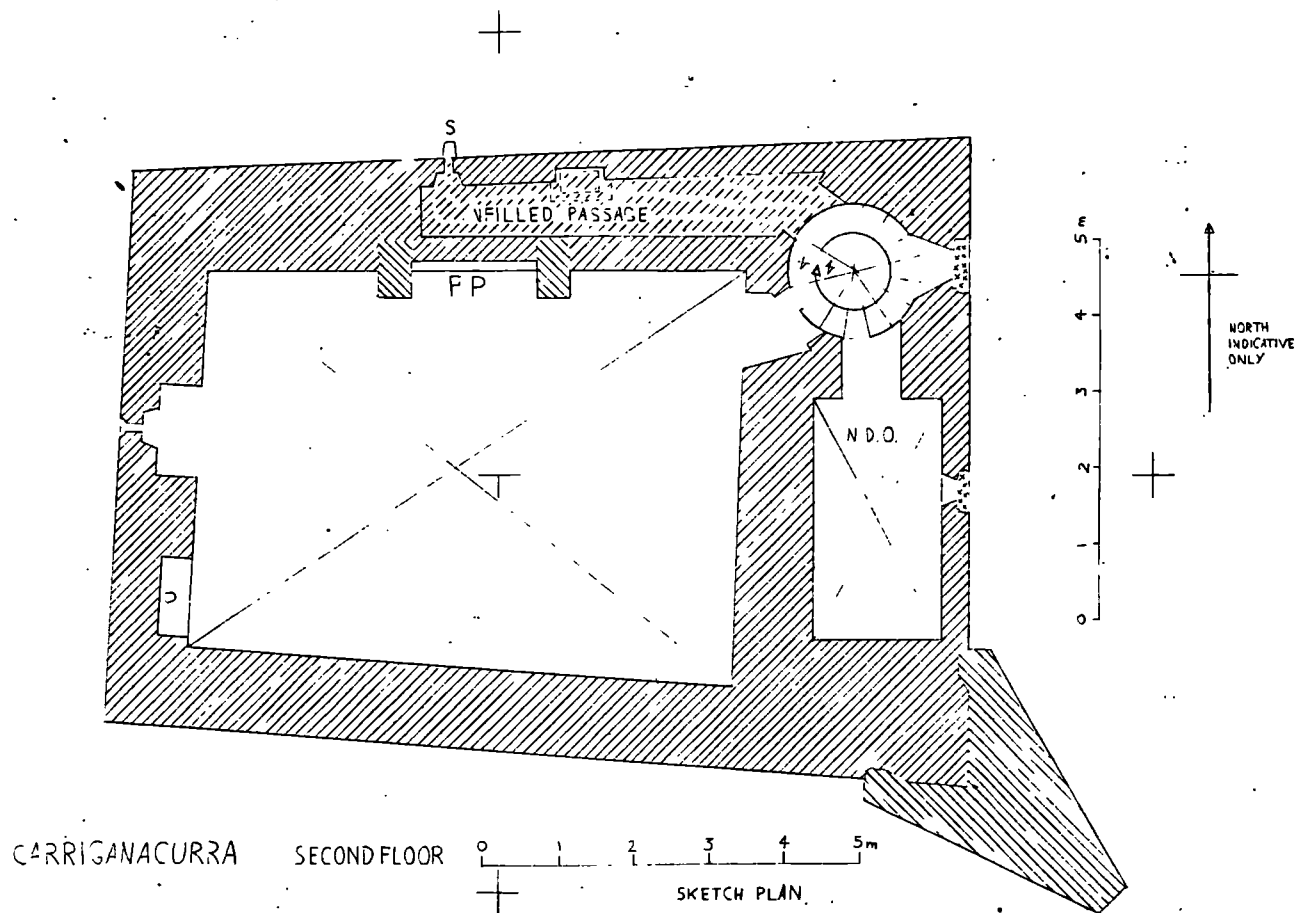 S
NFILLED PASSAGE
FP
N D.O.
U
5m
4
3
2
1
0
NORTH
INDICATIVE
ONLY
CARRIGANACURRA SECOND FLOOR 0 1 2 3 4 5m
SKETCH PLAN